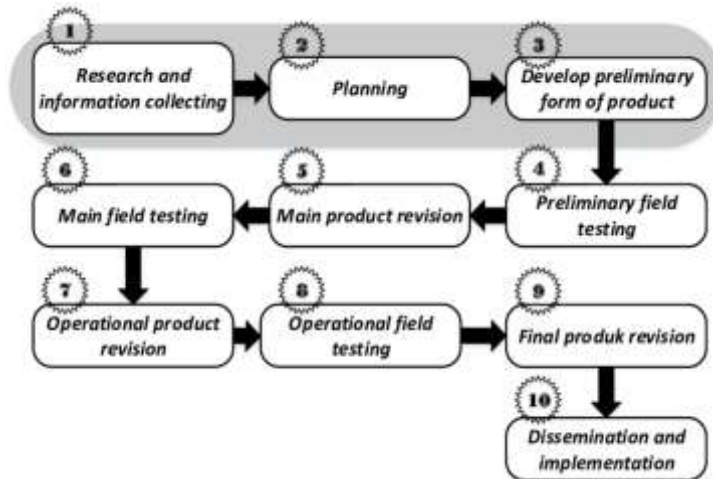 1
Research and
information collecting
2
Planning
3
Develop preliminary
form of product
4
Preliminary field
testing
5
Main product revision
6
Main field testing
7
Operational product
revision
8
Operational field
testing
9
Final produk revision
10
Dissemination and
implementation